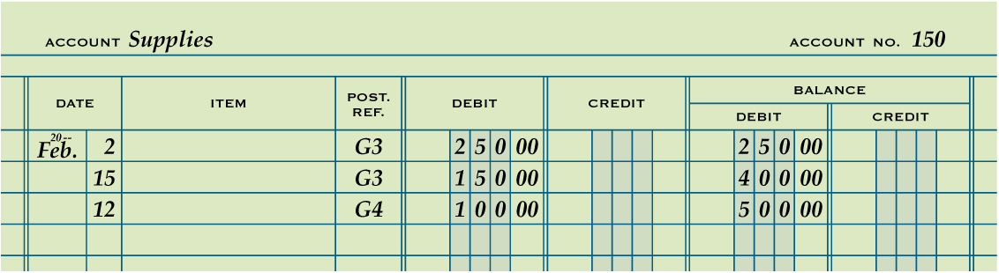 ACCOUNT Supplies ACCOUNT NO. 150
DATE ITEM POST. REF. DEBIT CREDIT BALANCE
DEBIT CREDIT
20--
Feb. 2 G3 250 00 250 00
15 G3 150 00 400 00
12 G4 100 00 500 00